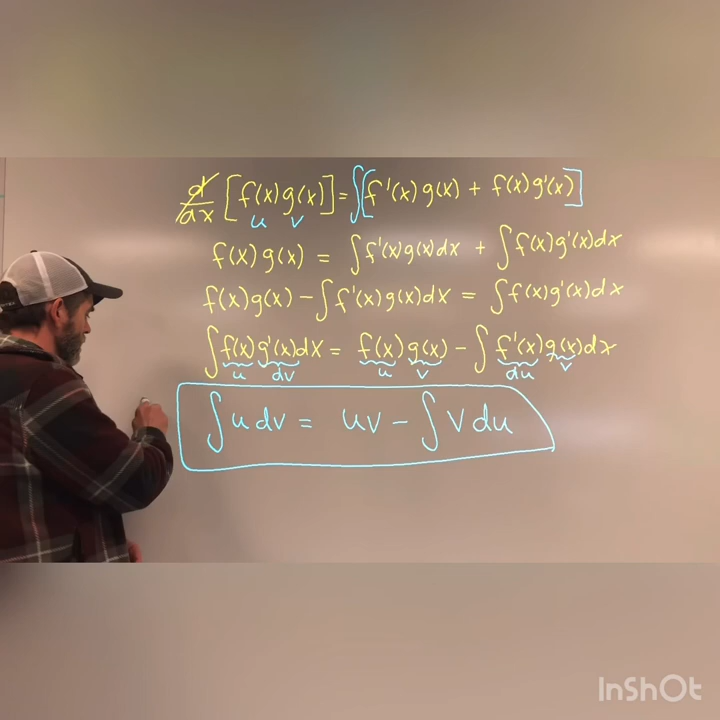 d/dx [f(x)g(x)] = ∫[f'(x)g(x) + f(x)g'(x)]
u v
f(x)g(x) = ∫f'(x)g(x)dx + ∫f(x)g'(x)dx
f(x)g(x) − ∫f'(x)g(x)dx = ∫f(x)g'(x)dx
∫f(x)g'(x)dx = f(x)g(x) − ∫f'(x)g(x)dx
u dv u v du v
∫u dv = uv − ∫v du
InShOt